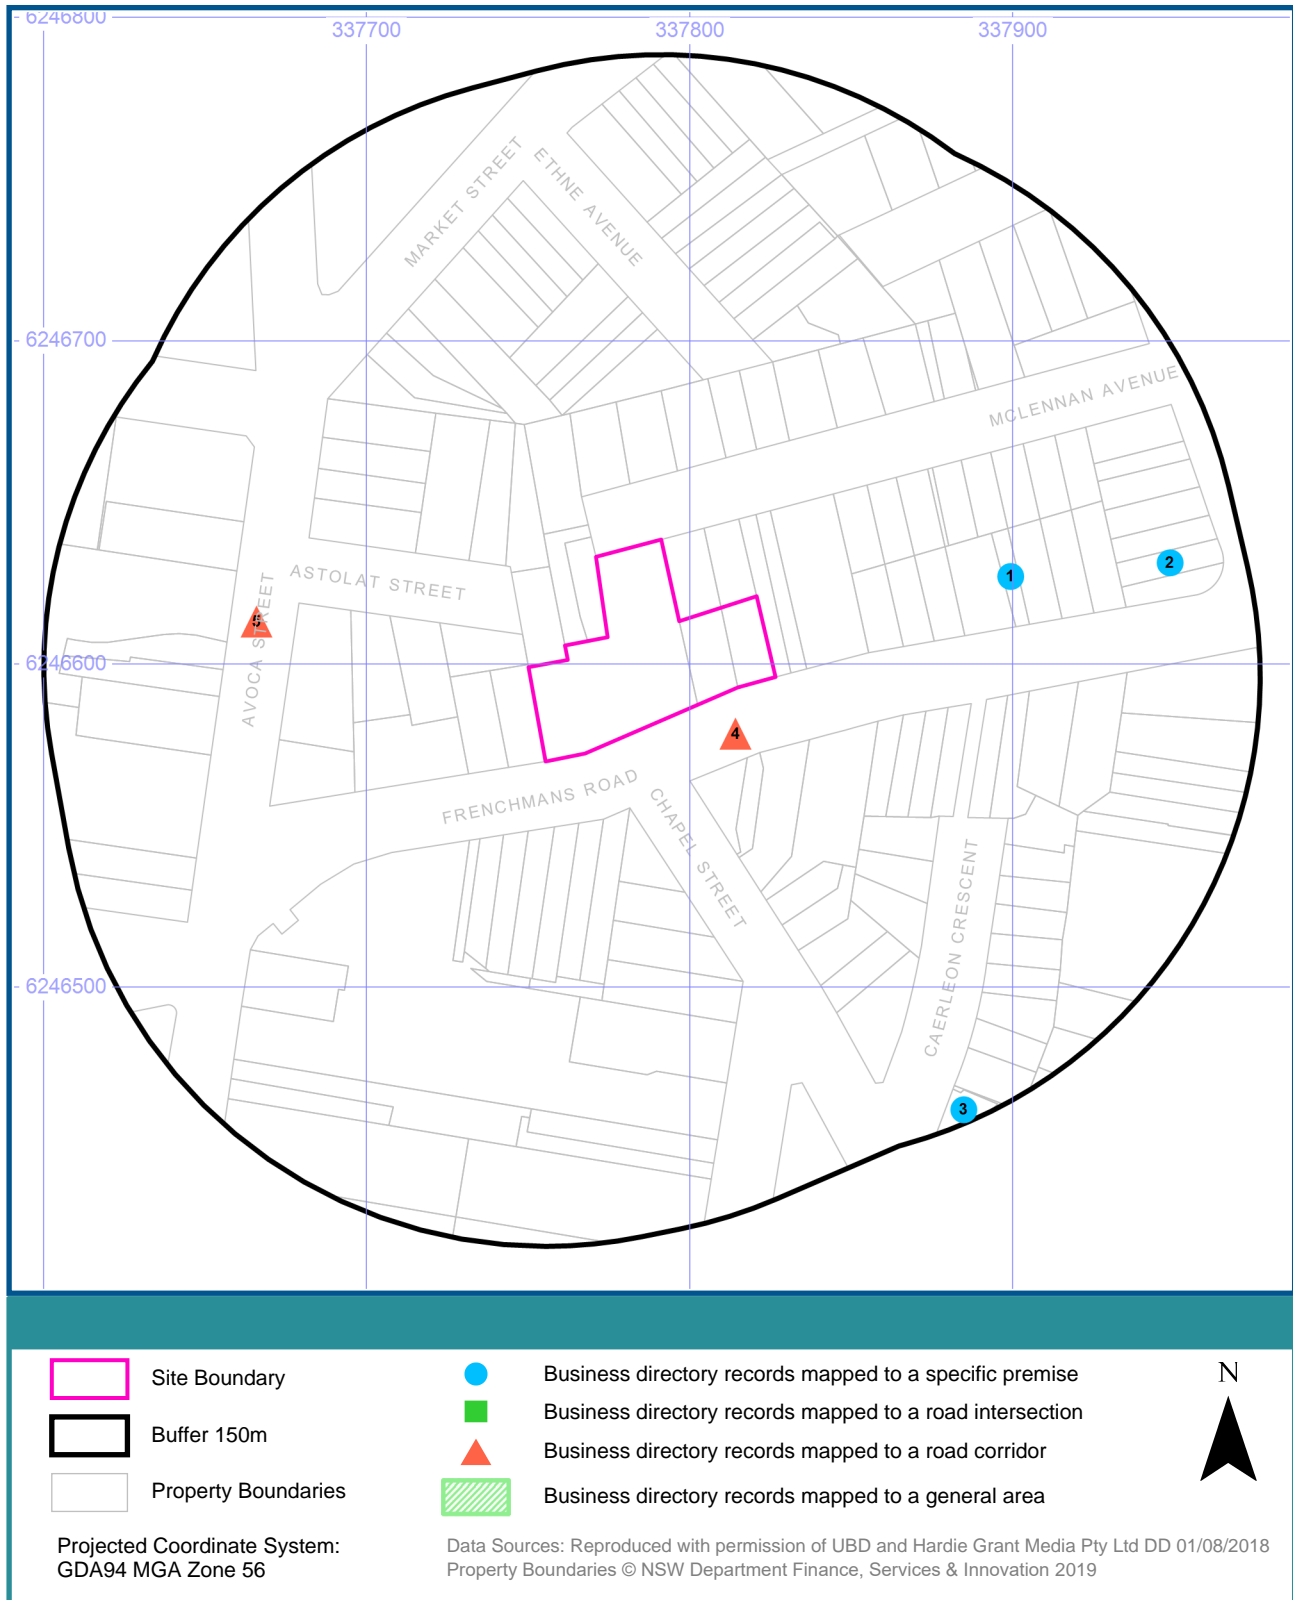 6246800
337700
337800
337900
MARKET STREET
ETHNE AVENUE
6246700
MCLENNAN AVENUE
ASTOLAT STREET
1
2
5
AVOCA STREET
6246600
4
FRENCHMANS ROAD
CHAPEL STREET
CAERLEON CRESCENT
6246500
3
Site Boundary
Buffer 150m
Property Boundaries
Business directory records mapped to a specific premise
Business directory records mapped to a road intersection
Business directory records mapped to a road corridor
Business directory records mapped to a general area
N
Projected Coordinate System:
GDA94 MGA Zone 56
Data Sources: Reproduced with permission of UBD and Hardie Grant Media Pty Ltd DD 01/08/2018
Property Boundaries © NSW Department Finance, Services & Innovation 2019